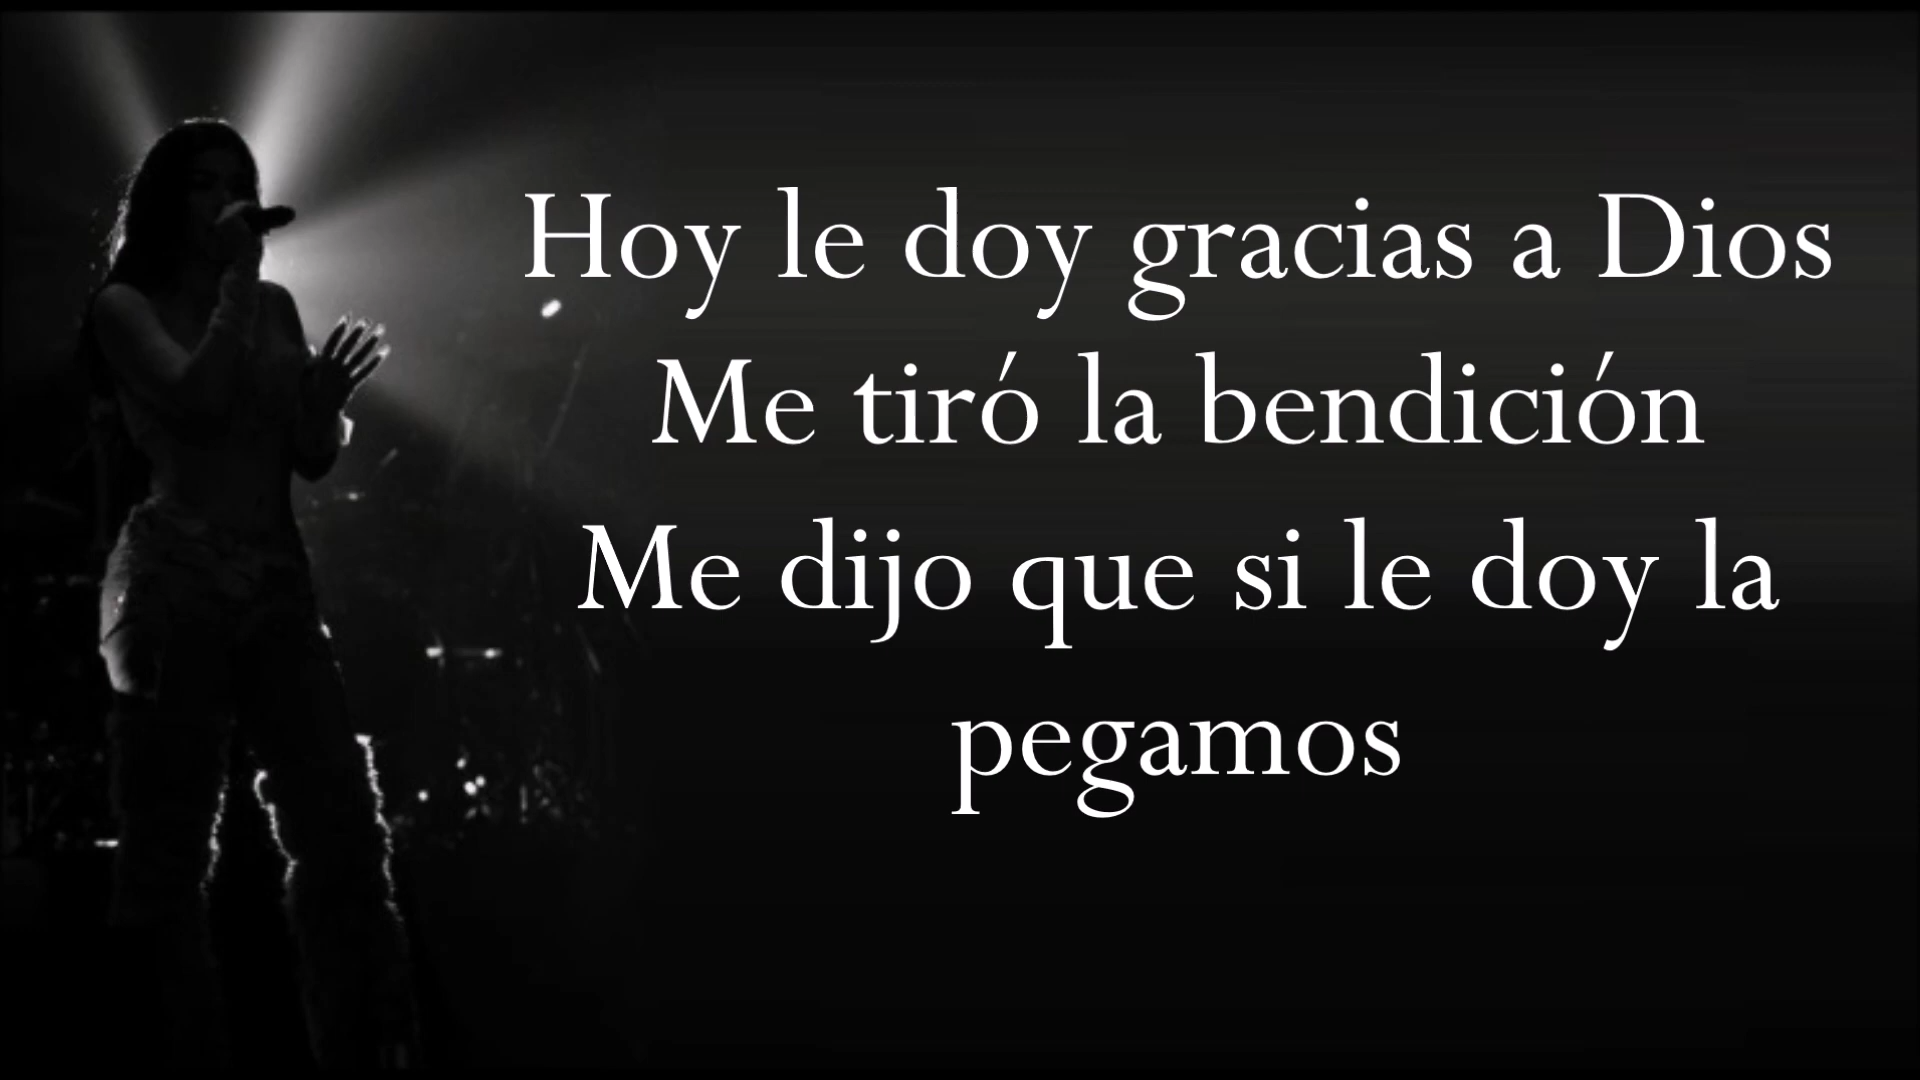 Hoy le doy gracias a Dios
Me tiró la bendición
Me dijo que si le doy la
pegamos